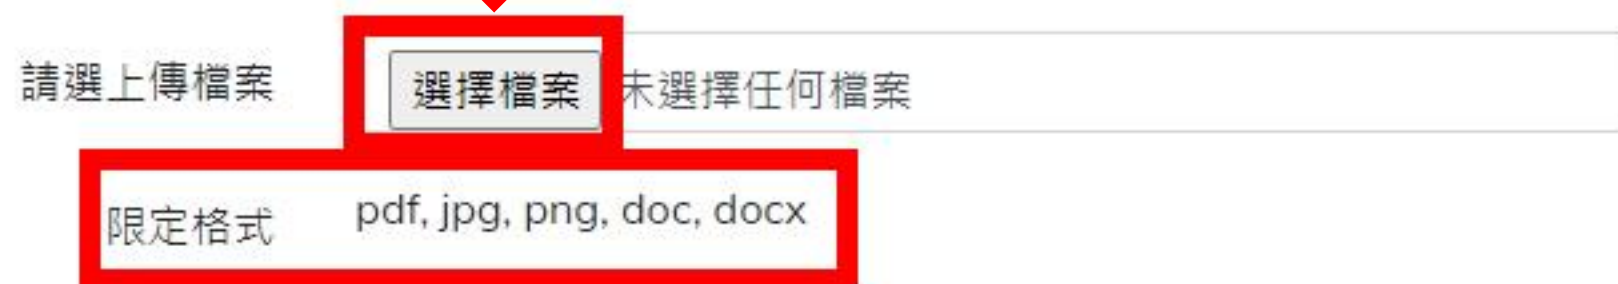 請選上傳檔案 選擇檔案 未選擇任何檔案
限定格式 pdf, jpg, png, doc, docx